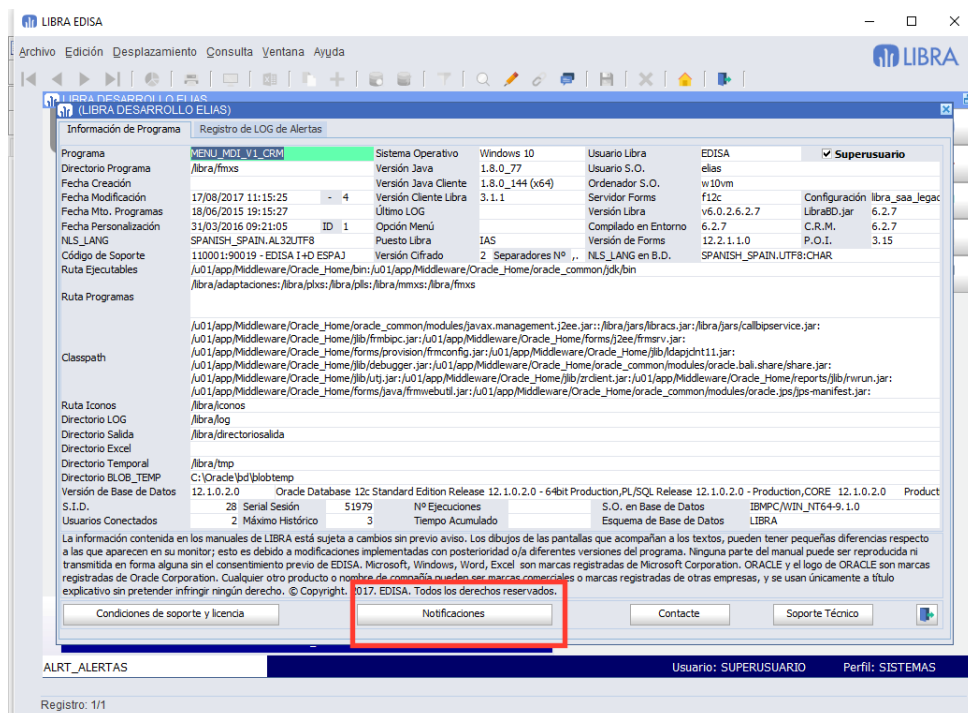 LIBRA EDISA
Archivo Edición Desplazamiento Consulta Ventana Ayuda
LIBRA
LIBRA DESARROLLO ELIAS
(LIBRA DESARROLLO ELIAS)
Información de Programa Registro de LOG de Alertas
Programa MENU_MDI_V1_CRM Sistema Operativo Windows 10 Usuario Libra EDISA Superusuario
Directorio Programa /libra/fmxs Versión Java 1.8.0_77 Usuario S.O. elias
Fecha Creación Versión Java Cliente 1.8.0_144 (x64) Ordenador S.O. w10vm
Fecha Modificación 17/08/2017 11:15:25 - 4 Versión Cliente Libra 3.1.1 Servidor Forms f12c Configuración libra_saa_legac
Fecha Mto. Programas 18/06/2015 19:15:27 Último LOG Versión Libra v6.0.2.6.2.7 LibraBD.jar 6.2.7
Fecha Personalización 31/03/2016 09:21:05 ID 1 Opción Menú Compilado en Entorno 6.2.7 C.R.M. 6.2.7
NLS_LANG SPANISH_SPAIN.AL32UTF8 Puesto Libra IAS Versión de Forms 12.2.1.1.0 P.O.I. 3.15
Código de Soporte 110001:90019 - EDISA I+D ESPAJ Versión Cifrado 2 Separadores Nº ,. NLS_LANG en B.D. SPANISH_SPAIN.UTF8:CHAR
Ruta Ejecutables /u01/app/Middleware/Oracle_Home/bin:/u01/app/Middleware/Oracle_Home/oracle_common/jdk/bin
/libra/adaptaciones:/libra/plxs:/libra/plls:/libra/mmxs:/libra/fmxs
Ruta Programas
/u01/app/Middleware/Oracle_Home/oracle_common/modules/javax.management.j2ee.jar::/libra/jars/libracs.jar:/libra/jars/callbipservice.jar:
/u01/app/Middleware/Oracle_Home/jlib/frmbipc.jar:/u01/app/Middleware/Oracle_Home/forms/j2ee/frmsrv.jar:
/u01/app/Middleware/Oracle_Home/forms/provision/frmconfig.jar:/u01/app/Middleware/Oracle_Home/jlib/ldapjclnt11.jar:
Classpath /u01/app/Middleware/Oracle_Home/jlib/debugger.jar:/u01/app/Middleware/Oracle_Home/oracle_common/modules/oracle.bali.share/share.jar:
/u01/app/Middleware/Oracle_Home/jlib/utj.jar:/u01/app/Middleware/Oracle_Home/jlib/zrclient.jar:/u01/app/Middleware/Oracle_Home/reports/jlib/rwrun.jar:
/u01/app/Middleware/Oracle_Home/forms/java/frmwebutil.jar:/u01/app/Middleware/Oracle_Home/oracle_common/modules/oracle.jps/jps-manifest.jar:
Ruta Iconos /libra/iconos
Directorio LOG /libra/log
Directorio Salida /libra/directoriosalida
Directorio Excel
Directorio Temporal /libra/tmp
Directorio BLOB_TEMP C:\Oracle\bd\blobtemp
Versión de Base de Datos 12.1.0.2.0 Oracle Database 12c Standard Edition Release 12.1.0.2.0 - 64bit Production,PL/SQL Release 12.1.0.2.0 - Production,CORE 12.1.0.2.0 Product
S.I.D. 28 Serial Sesión 51979 Nº Ejecuciones S.O. en Base de Datos IBMPC/WIN_NT64-9.1.0
Usuarios Conectados 2 Máximo Histórico 3 Tiempo Acumulado Esquema de Base de Datos LIBRA
La información contenida en los manuales de LIBRA está sujeta a cambios sin previo aviso. Los dibujos de las pantallas que acompañan a los textos, pueden tener pequeñas diferencias respecto
a las que aparecen en su monitor; esto es debido a modificaciones implementadas con posterioridad o/a diferentes versiones del programa. Ninguna parte del manual puede ser reproducida ni
transmitida en forma alguna sin el consentimiento previo de EDISA. Microsoft, Windows, Word, Excel son marcas registradas de Microsoft Corporation. ORACLE y el logo de ORACLE son marcas
registradas de Oracle Corporation. Cualquier otro producto o nombre de compañía pueden ser marcas comerciales o marcas registradas de otras empresas, y se usan únicamente a título
explicativo sin pretender infringir ningún derecho. © Copyright. 2017. EDISA. Todos los derechos reservados.
Condiciones de soporte y licencia Notificaciones Contacte Soporte Técnico
ALRT_ALERTAS Usuario: SUPERUSUARIO Perfil: SISTEMAS
Registro: 1/1